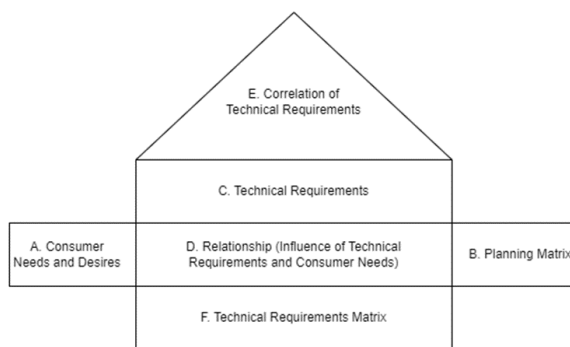 E. Correlation of
Technical Requirements
C. Technical Requirements
A. Consumer
Needs and Desires
D. Relationship (Influence of Technical
Requirements and Consumer Needs)
B. Planning Matrix
F. Technical Requirements Matrix